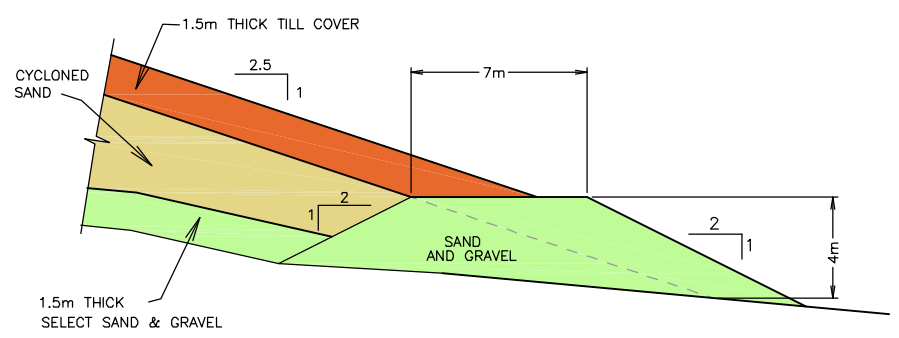 1.5m THICK TILL COVER
2.5
1
7m
CYCLONED
SAND
2
1
2
1
SAND
AND GRAVEL
4m
1.5m THICK
SELECT SAND & GRAVEL